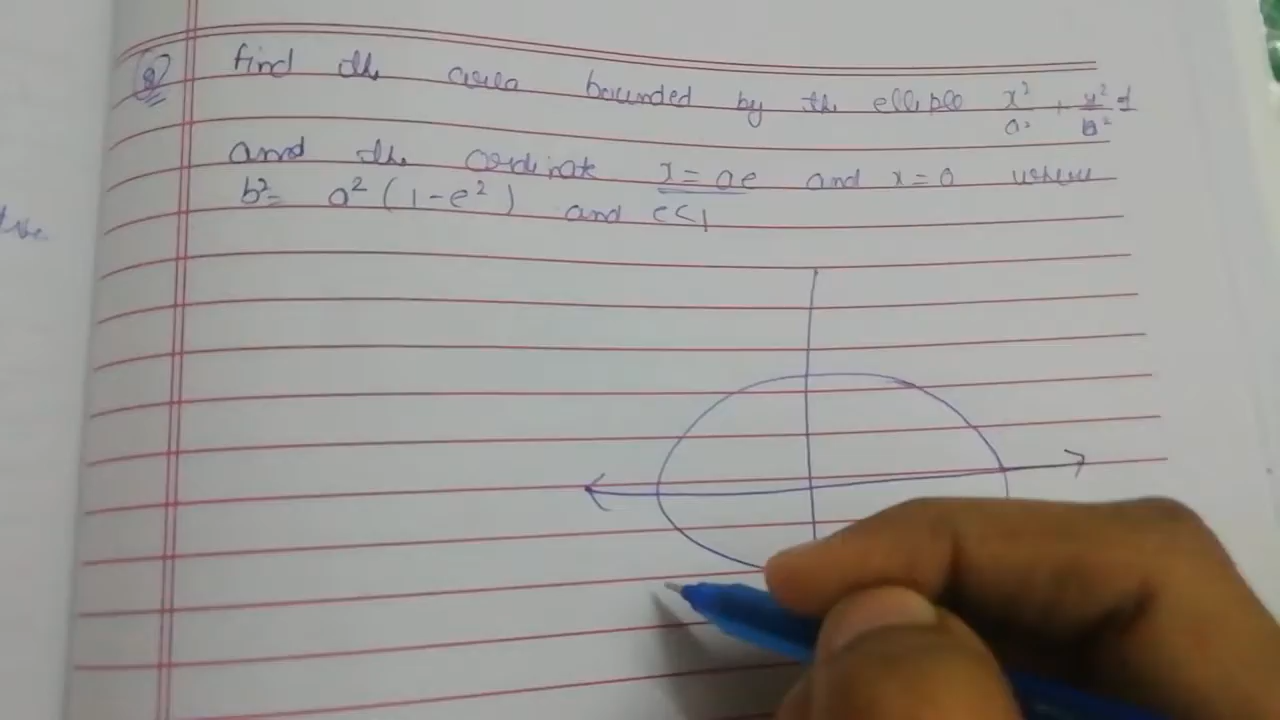 Q find the area bounded by the ellipse x²/a² + y²/b² = 1
and the ordinate x = ae and x = 0 where
b² = a² (1 - e²) and e<1